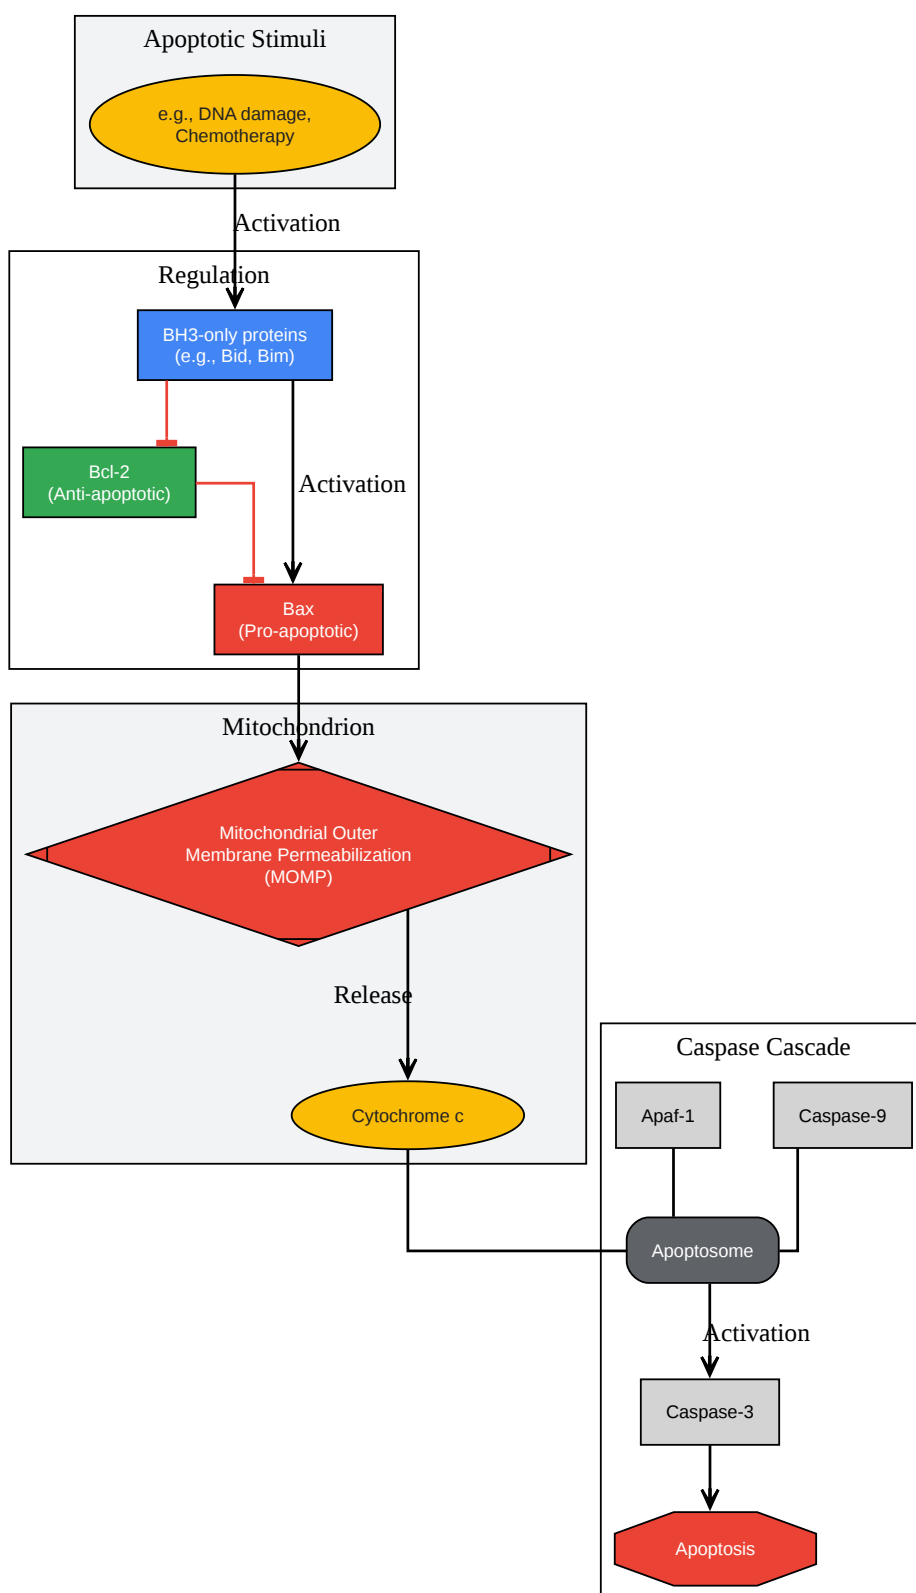 Apoptotic Stimuli
e.g., DNA damage,
Chemotherapy
Activation
Regulation
BH3-only proteins
(e.g., Bid, Bim)
Bcl-2
(Anti-apoptotic)
Activation
Bax
(Pro-apoptotic)
Mitochondrion
Mitochondrial Outer
Membrane Permeabilization
(MOMP)
Release
Cytochrome c
Caspase Cascade
Apaf-1
Caspase-9
Apoptosome
Activation
Caspase-3
Apoptosis